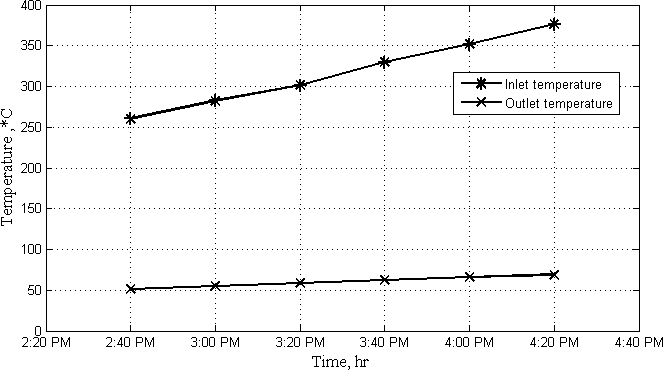 400
350
300
250
200
150
100
50
0
Temperature ,*C
Inlet temperature
Outlet temperature
2:20 PM 2:40 PM 3:00 PM 3:20 PM 3:40 PM 4:00 PM 4:20 PM 4:40 PM
Time, hr